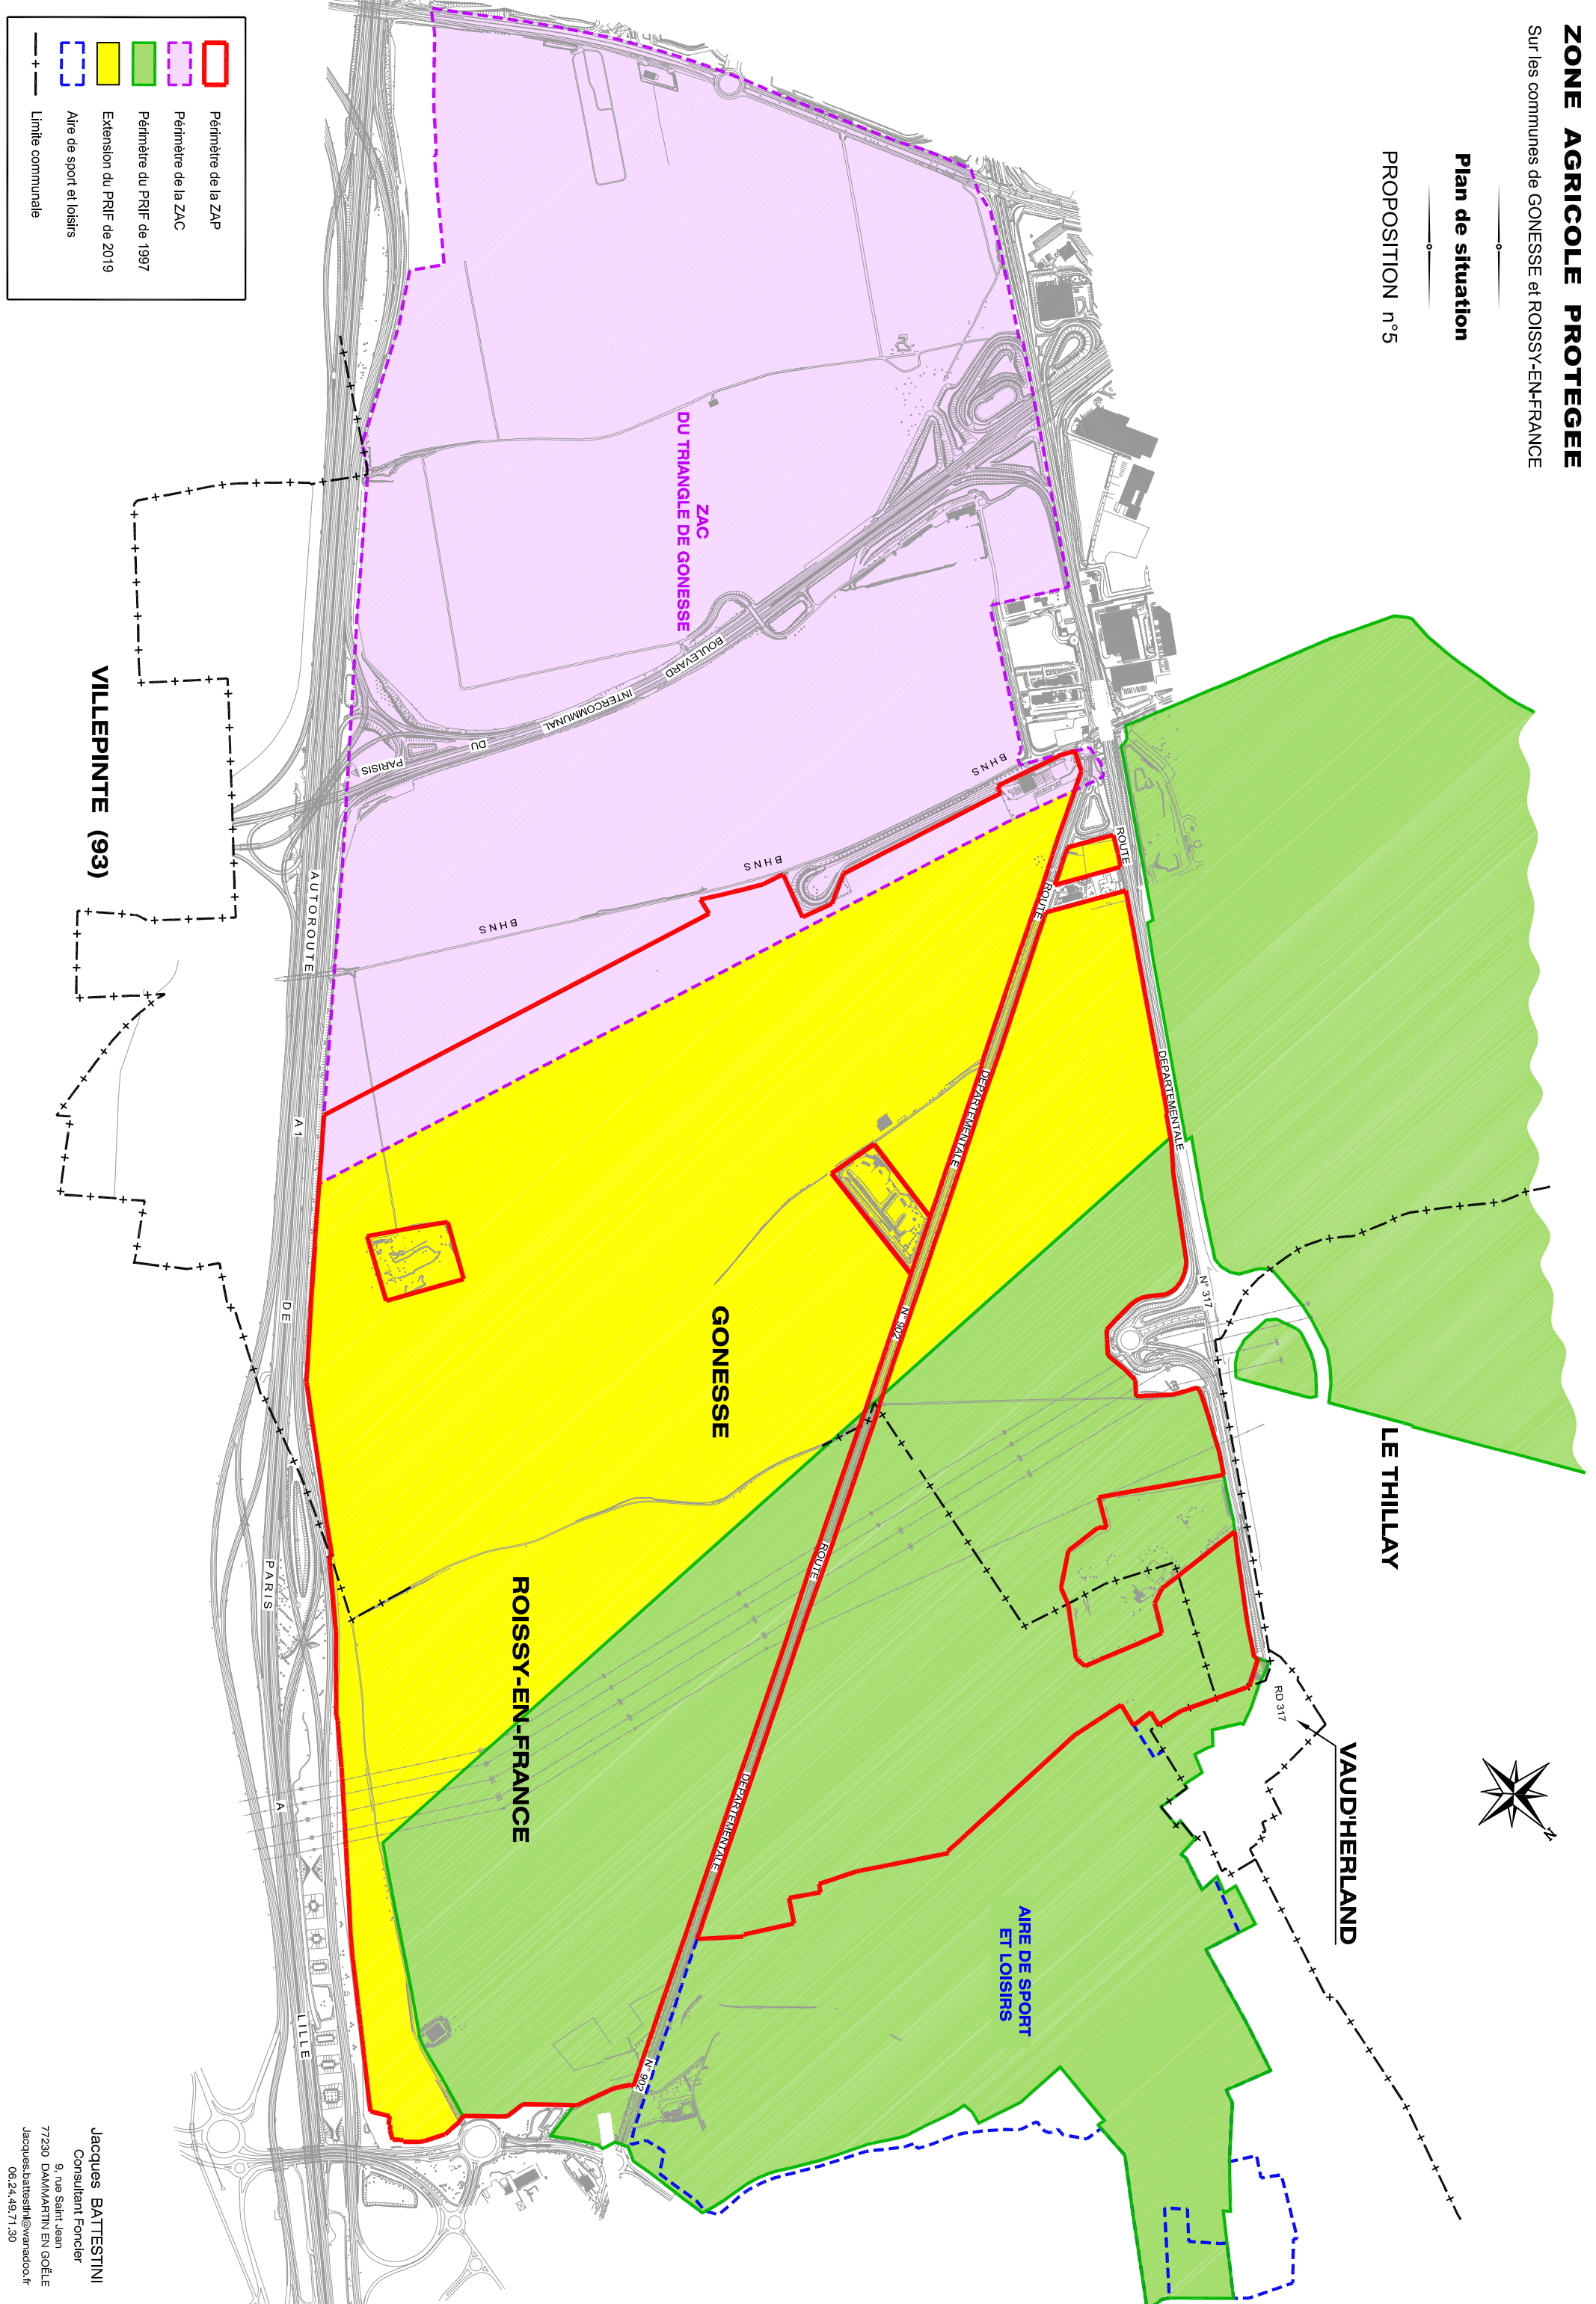 ZONE AGRICOLE PROTEGEE
Sur les communes de GONESSE et ROISSY-EN-FRANCE
Plan de situation
PROPOSITION n°5
Périmètre de la ZAP
Périmètre de la ZAC
Périmètre du PRIF de 1997
Extension du PRIF de 2019
Aire de sport et loisirs
Limite communale
ZAC
DU TRIANGLE DE GONESSE
BOULEVARD
INTERCOMMUNAL
DU
PARISIS
BHNS
BHNS
BHNS
VILLEPINTE (93)
AUTOROUTE
A1
DE
PARIS
A
LILLE
ROUTE
DEPARTEMENTALE
N° 317
ROUTE
DEPARTEMENTALE
N° 902
ROUTE
DEPARTEMENTALE
N° 902
GONESSE
ROISSY-EN-FRANCE
LE THILLAY
RD 317
VAUD'HERLAND
N
AIRE DE SPORT
ET LOISIRS
Jacques BATTESTINI
Consultant Foncier
9, rue Saint Jean
77230 DAMMARTIN EN GOËLE
Jacques.battestini@wanadoo.fr
06.24.49.71.30